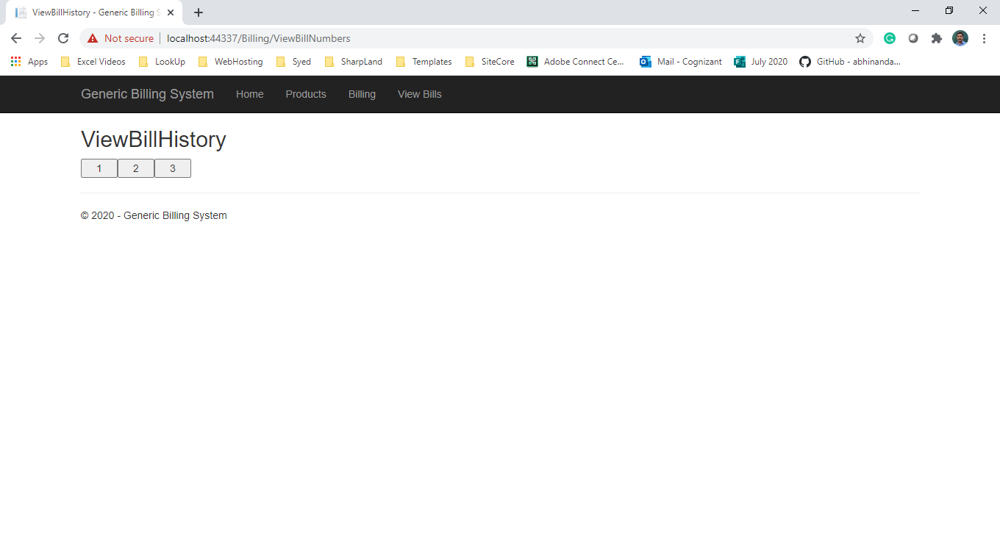 ViewBillHistory - Generic Billing S
Not secure localhost:44337/Billing/ViewBillNumbers
Apps Excel Videos LookUp WebHosting Syed SharpLand Templates SiteCore Adobe Connect Ce... Mail - Cognizant July 2020 GitHub - abhinanda...
Generic Billing System Home Products Billing View Bills
ViewBillHistory
1 2 3
© 2020 - Generic Billing System